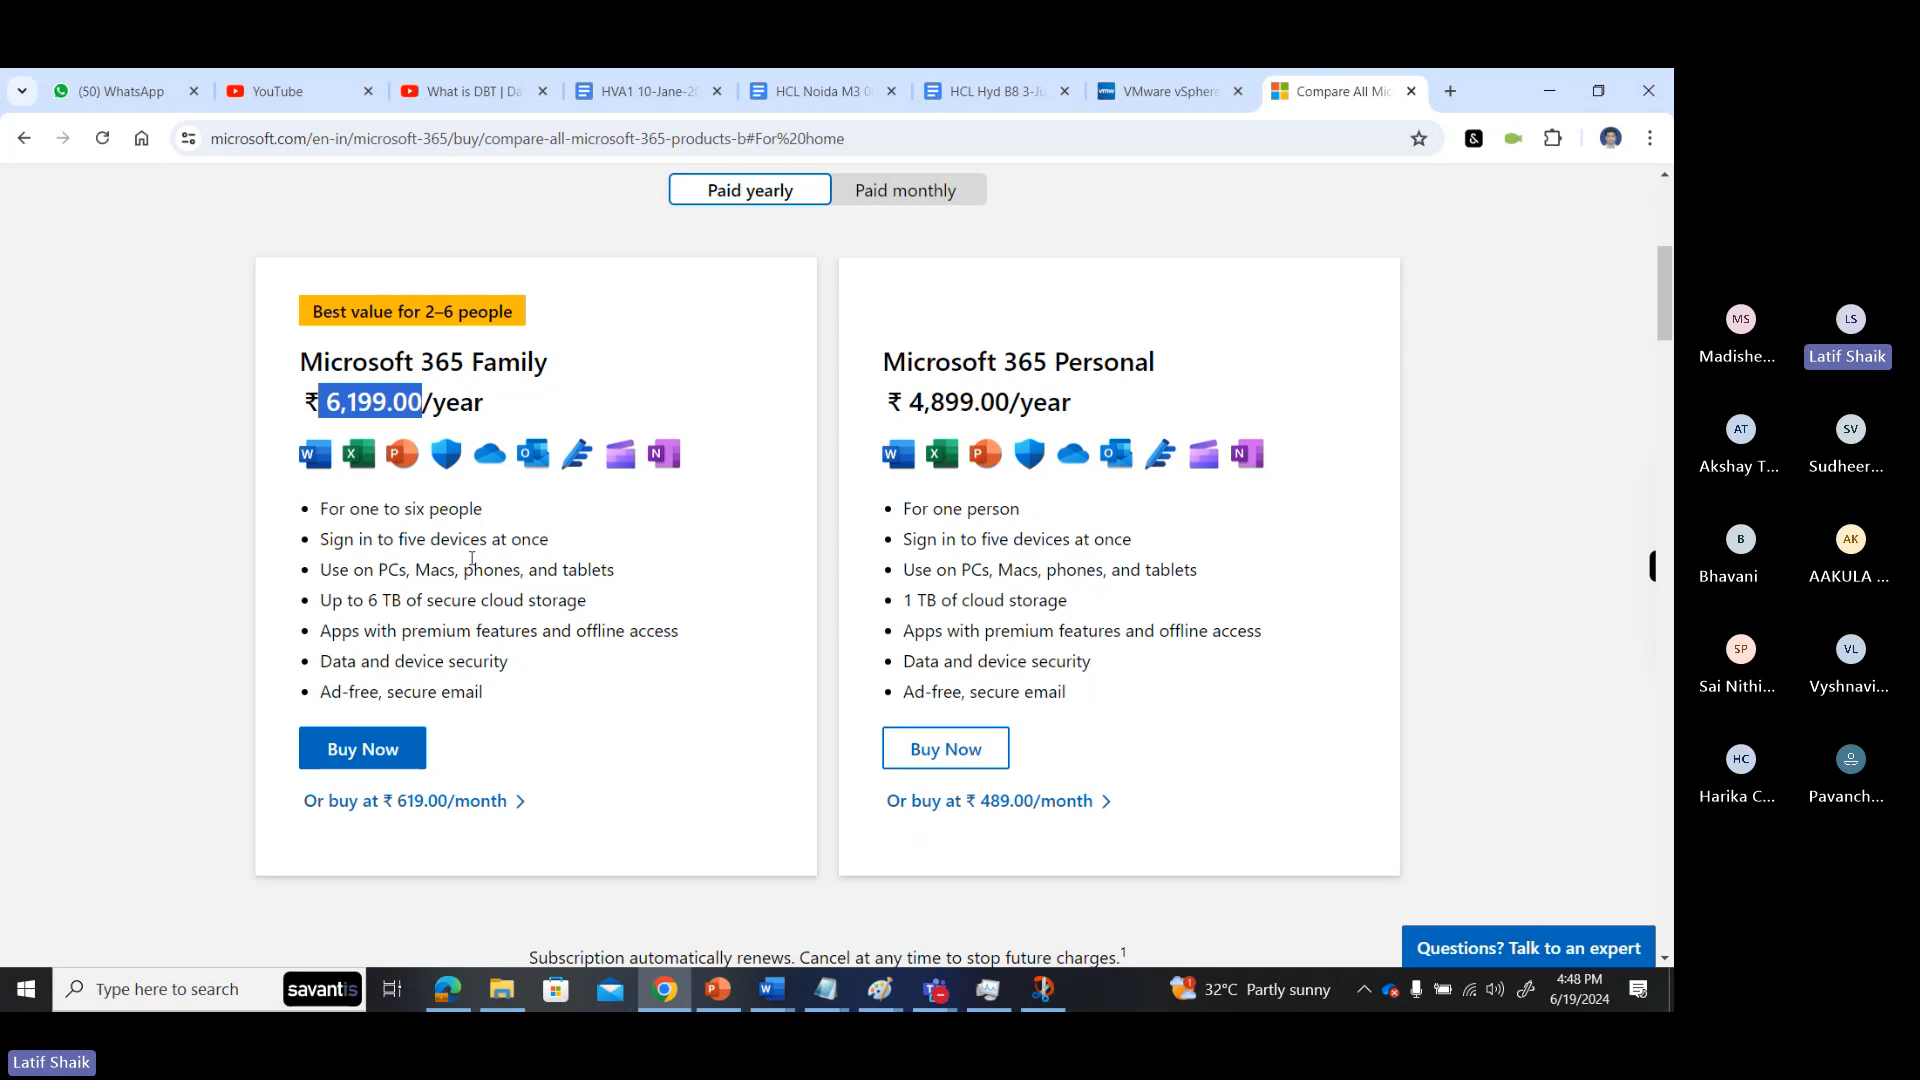 (50) WhatsApp
YouTube
What is DBT | Da
HVA1 10-Jane-20
HCL Noida M3 0
HCL Hyd B8 3-Ju
vmw
VMware vSphere
Compare All Mic
microsoft.com/en-in/microsoft-365/buy/compare-all-microsoft-365-products-b#For%20home
Paid yearly
Paid monthly
Best value for 2–6 people
Microsoft 365 Family
₹ 6,199.00/year
For one to six people
Sign in to five devices at once
Use on PCs, Macs, phones, and tablets
Up to 6 TB of secure cloud storage
Apps with premium features and offline access
Data and device security
Ad-free, secure email
Buy Now
Or buy at ₹ 619.00/month
Microsoft 365 Personal
₹ 4,899.00/year
For one person
Sign in to five devices at once
Use on PCs, Macs, phones, and tablets
1 TB of cloud storage
Apps with premium features and offline access
Data and device security
Ad-free, secure email
Buy Now
Or buy at ₹ 489.00/month
Subscription automatically renews. Cancel at any time to stop future charges.1
Questions? Talk to an expert
MS
Madishe...
LS
Latif Shaik
AT
Akshay T...
SV
Sudheer...
B
Bhavani
AK
AAKULA ...
SP
Sai Nithi...
VL
Vyshnavi...
HC
Harika C...
Pavanch...
Type here to search
savantis
32°C Partly sunny
4:48 PM
6/19/2024
Latif Shaik